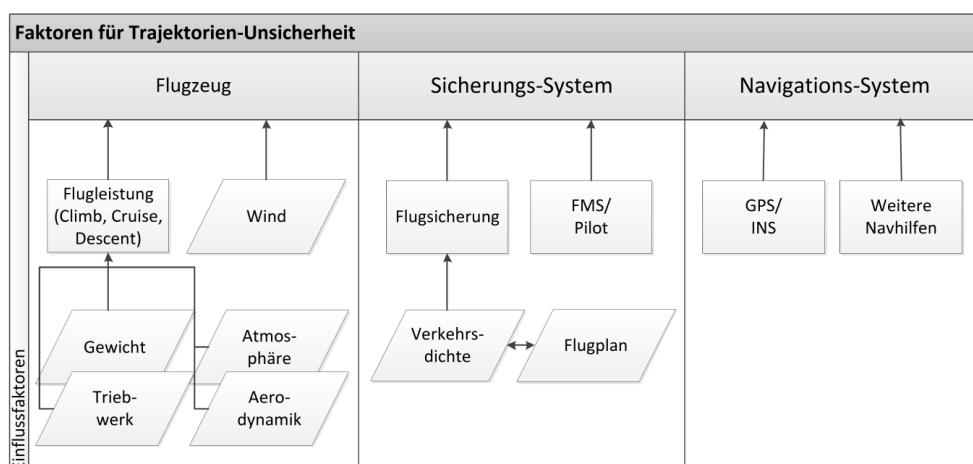 Faktoren für Trajektorien-Unsicherheit
Einflussfaktoren
Flugzeug
Sicherungs-System
Navigations-System
Flugleistung
(Climb, Cruise,
Descent)
Wind
Flugsicherung
FMS/
Pilot
GPS/
INS
Weitere
Navhilfen
Gewicht
Atmos-
phäre
Verkehrs-
dichte
Flugplan
Trieb-
werk
Aero-
dynamik